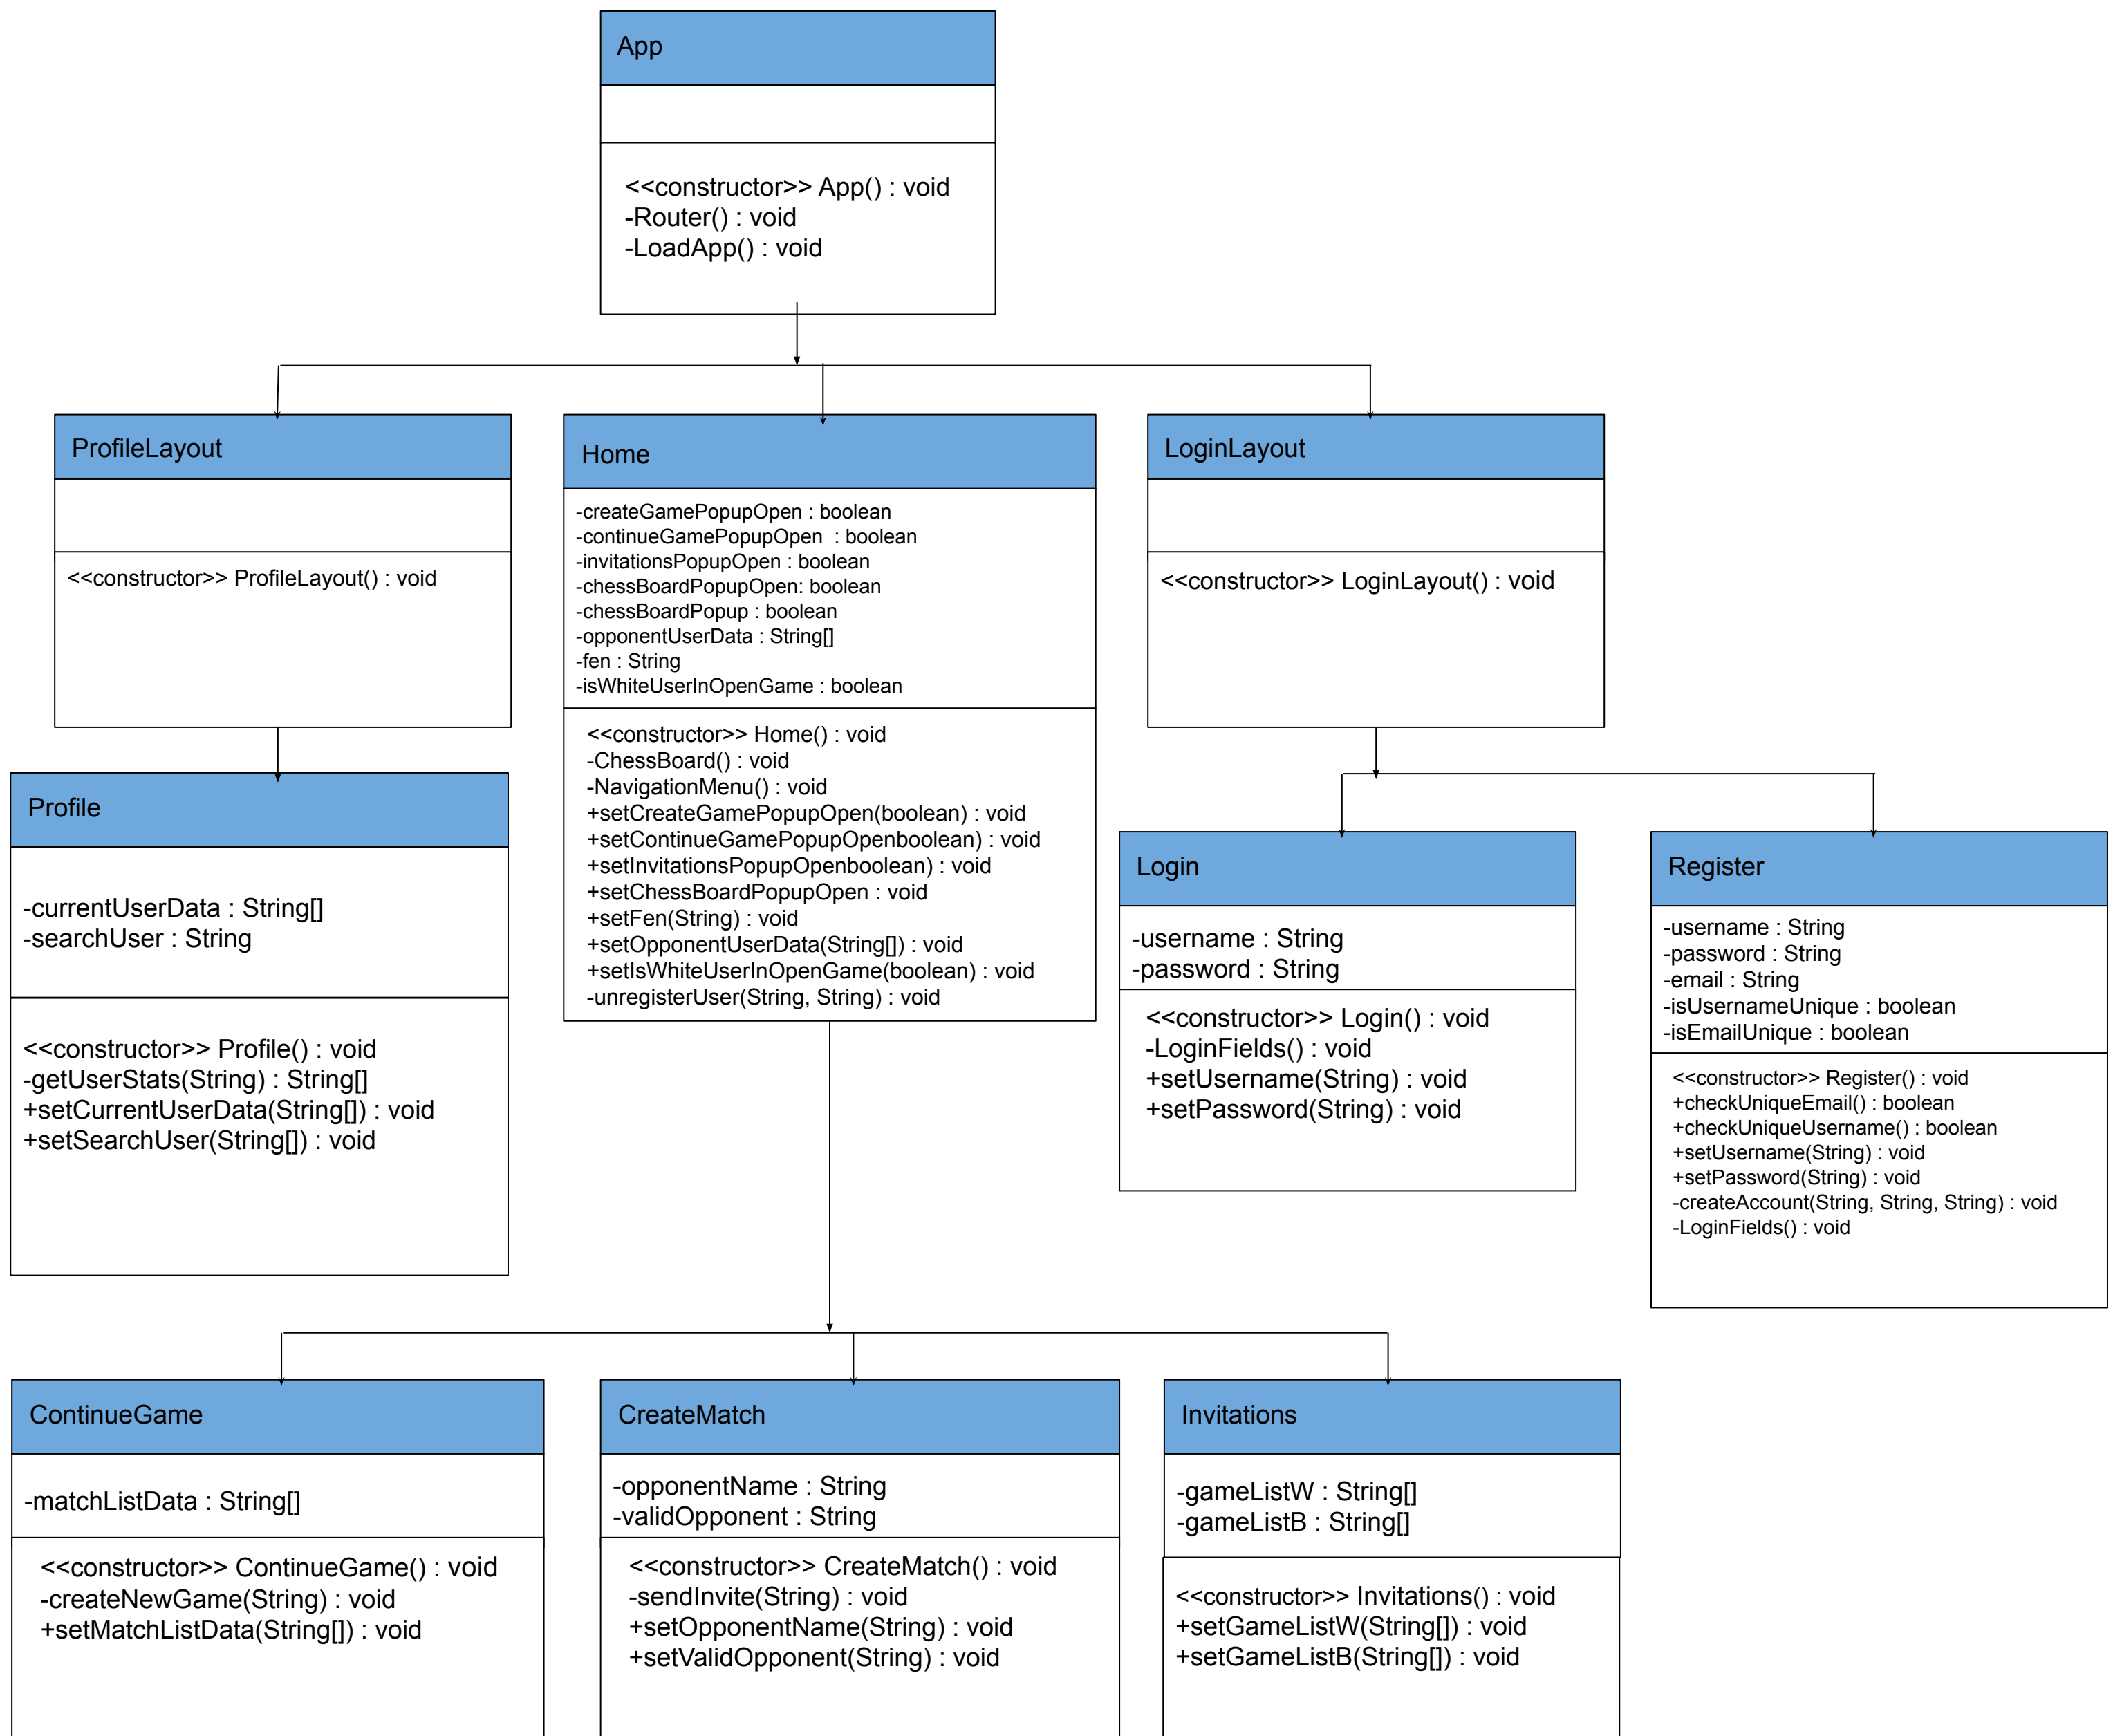 App
<<constructor>> App() : void
-Router() : void
-LoadApp() : void
ProfileLayout
<<constructor>> ProfileLayout() : void
Home
-createGamePopupOpen : boolean
-continueGamePopupOpen  : boolean
-invitationsPopupOpen : boolean
-chessBoardPopupOpen: boolean
-chessBoardPopup : boolean
-opponentUserData : String[]
-fen : String
-isWhiteUserInOpenGame : boolean
<<constructor>> Home() : void
-ChessBoard() : void
-NavigationMenu() : void
+setCreateGamePopupOpen(boolean) : void
+setContinueGamePopupOpenboolean) : void
+setInvitationsPopupOpenboolean) : void
+setChessBoardPopupOpen : void
+setFen(String) : void
+setOpponentUserData(String[]) : void
+setIsWhiteUserInOpenGame(boolean) : void
-unregisterUser(String, String) : void
LoginLayout
<<constructor>> LoginLayout() : void
Profile
-currentUserData : String[]
-searchUser : String
<<constructor>> Profile() : void
-getUserStats(String) : String[]
+setCurrentUserData(String[]) : void
+setSearchUser(String[]) : void
Login
-username : String
-password : String
<<constructor>> Login() : void
-LoginFields() : void
+setUsername(String) : void
+setPassword(String) : void
Register
-username : String
-password : String
-email : String
-isUsernameUnique : boolean
-isEmailUnique : boolean
<<constructor>> Register() : void
+checkUniqueEmail() : boolean
+checkUniqueUsername() : boolean
+setUsername(String) : void
+setPassword(String) : void
-createAccount(String, String, String) : void
-LoginFields() : void
ContinueGame
-matchListData : String[]
<<constructor>> ContinueGame() : void
-createNewGame(String) : void
+setMatchListData(String[]) : void
CreateMatch
-opponentName : String
-validOpponent : String
<<constructor>> CreateMatch() : void
-sendInvite(String) : void
+setOpponentName(String) : void
+setValidOpponent(String) : void
Invitations
-gameListW : String[]
-gameListB : String[]
<<constructor>> Invitations() : void
+setGameListW(String[]) : void
+setGameListB(String[]) : void